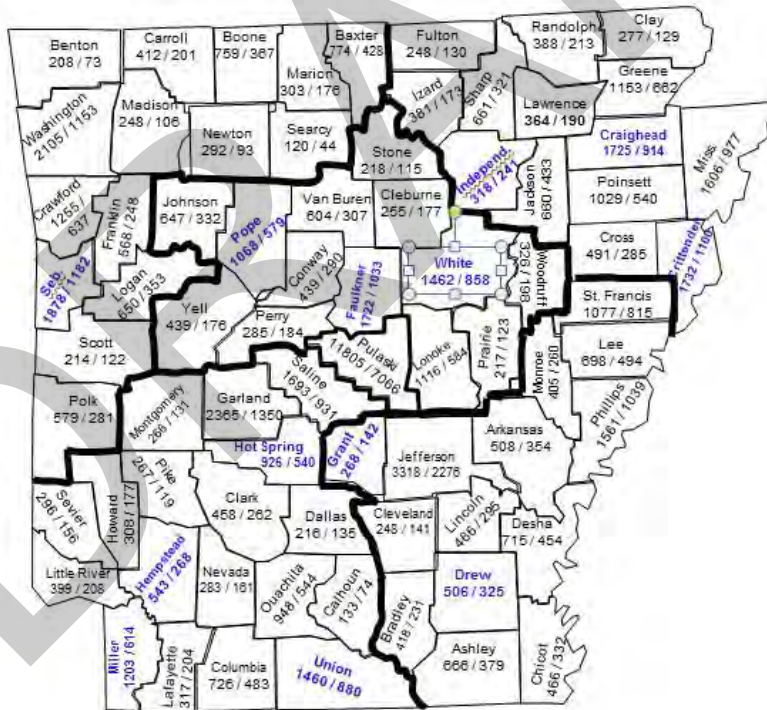 Benton
208 / 73
Carroll
412 / 201
Boone
759 / 367
Baxter
774 / 428
Fulton
248 / 130
Randolph
388 / 213
Clay
277 / 129
Marion
303 / 176
Izard
381 / 173
Sharp
661 / 321
Greene
1153 / 662
Washington
2105 / 1153
Madison
248 / 106
Newton
292 / 93
Searcy
120 / 44
Lawrence
364 / 190
Stone
218 / 115
Independ.
318 / 241
Craighead
1725 / 914
Miss.
1606 / 977
Crawford
1255 /
637
Franklin
568 / 248
Johnson
647 / 332
Pope
1068 / 579
Van Buren
604 / 307
Cleburne
255 / 177
Jackson
660 / 433
Poinsett
1029 / 540
Cross
491 / 285
Crittenden
1732 / 1100
Seb.
1878 / 1182
Logan
650 / 353
Conway
439 / 290
Faulkner
1722 / 1033
White
1462 / 858
Woodruff
326 / 198
St. Francis
1077 / 815
Scott
214 / 122
Yell
439 / 176
Perry
285 / 184
Pulaski
11805 / 7066
Lonoke
1116 / 584
Prairie
217 / 123
Monroe
405 / 260
Lee
698 / 494
Phillips
1561 / 1039
Polk
579 / 281
Montgomery
266 / 131
Garland
2365 / 1350
Saline
1693 / 931
Hot Spring
926 / 540
Grant
268 / 142
Jefferson
3318 / 2276
Arkansas
508 / 354
Sevier
296 / 156
Howard
308 / 177
Pike
267 / 119
Clark
458 / 262
Dallas
216 / 135
Cleveland
248 / 141
Lincoln
466 / 295
Desha
715 / 454
Little River
399 / 208
Hempstead
543 / 268
Nevada
283 / 161
Ouachita
948 / 544
Calhoun
133 / 74
Bradley
418 / 231
Drew
506 / 325
Miller
1203 / 614
Lafayette
317 / 204
Columbia
726 / 483
Union
1460 / 880
Ashley
666 / 379
Chicot
466 / 332